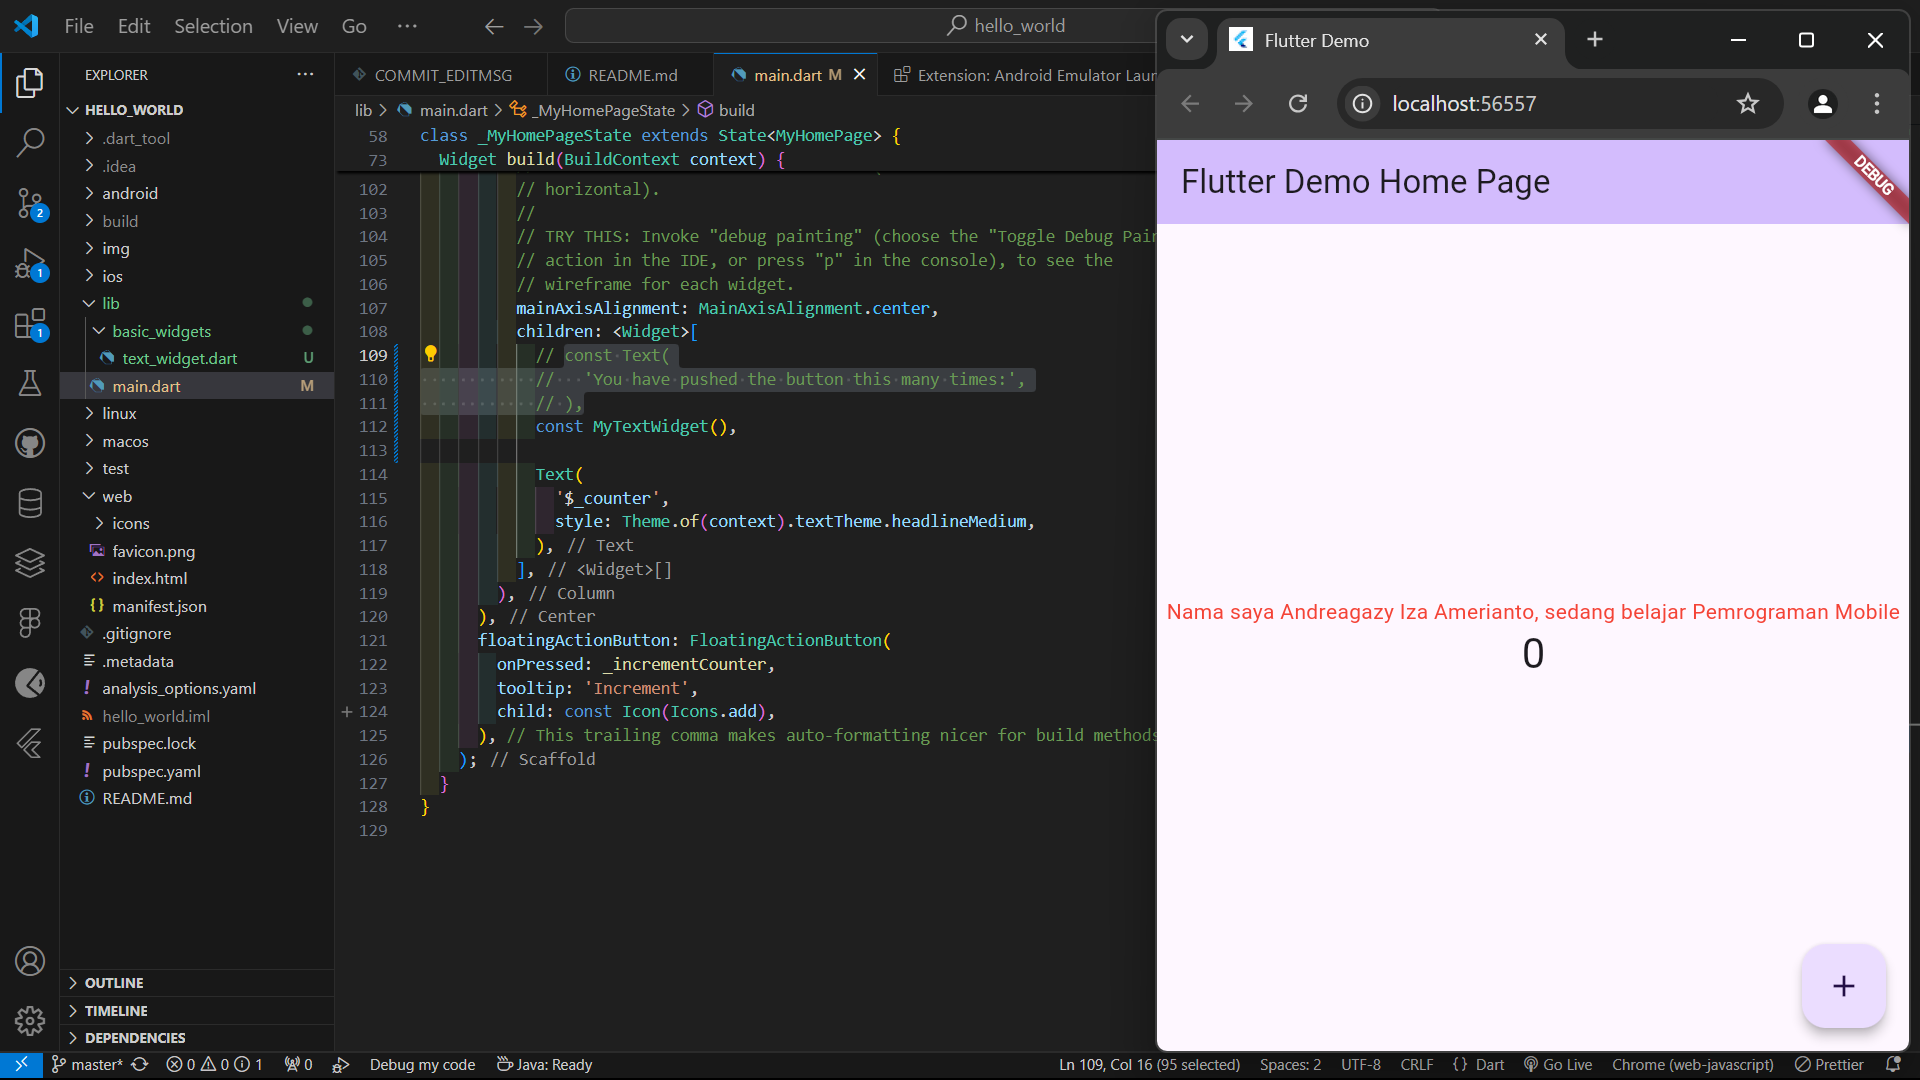 File Edit Selection View Go ··· hello_world
EXPLORER ···
HELLO_WORLD
.dart_tool
.idea
android
build
img
ios
lib
basic_widgets
text_widget.dart U
main.dart M
linux
macos
test
web
icons
favicon.png
index.html
manifest.json
.gitignore
.metadata
analysis_options.yaml
hello_world.iml
pubspec.lock
pubspec.yaml
README.md
OUTLINE
TIMELINE
DEPENDENCIES
2
1
1
COMMIT_EDITMSG README.md main.dart M Extension: Android Emulator Laun
lib > main.dart > _MyHomePageState > build
58 class _MyHomePageState extends State<MyHomePage> {
73 Widget build(BuildContext context) {
102 // horizontal).
103 //
104 // TRY THIS: Invoke "debug painting" (choose the "Toggle Debug Pain
105 // action in the IDE, or press "p" in the console), to see the
106 // wireframe for each widget.
107 mainAxisAlignment: MainAxisAlignment.center,
108 children: <Widget>[
109 // const Text(
110 //   'You have pushed the button this many times:',
111 // ),
112 const MyTextWidget(),
113
114 Text(
115 '$_counter',
116 style: Theme.of(context).textTheme.headlineMedium,
117 ), // Text
118 ], // <Widget>[]
119 ), // Column
120 ), // Center
121 floatingActionButton: FloatingActionButton(
122 onPressed: _incrementCounter,
123 tooltip: 'Increment',
124 child: const Icon(Icons.add),
125 ), // This trailing comma makes auto-formatting nicer for build methods
126 ); // Scaffold
127 }
128 }
129
Flutter Demo
localhost:56557
Flutter Demo Home Page
DEBUG
Nama saya Andreagazy Iza Amerianto, sedang belajar Pemrograman Mobile
0
+
master* 0 0 1 0 Debug my code Java: Ready Ln 109, Col 16 (95 selected) Spaces: 2 UTF-8 CRLF {} Dart Go Live Chrome (web-javascript) Prettier